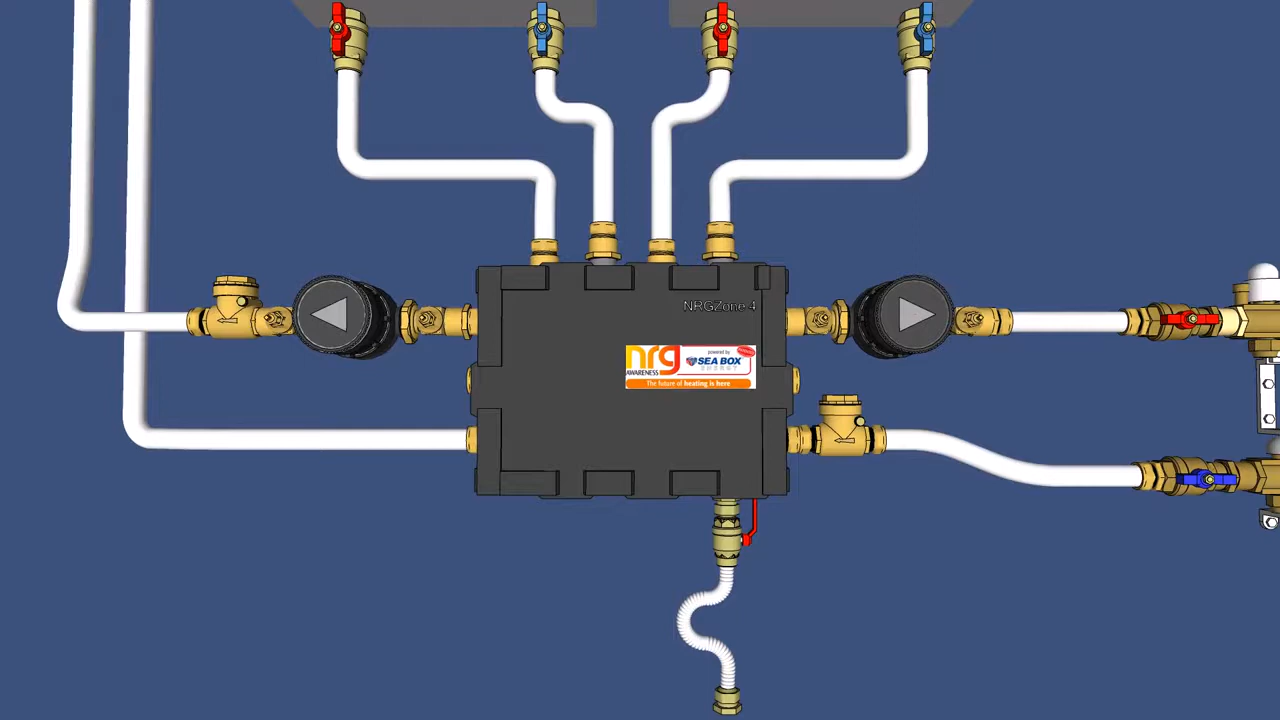 NRGZone 4
nrg
AWARENESS
powered by
SEA BOX
ENERGY
The future of heating is here